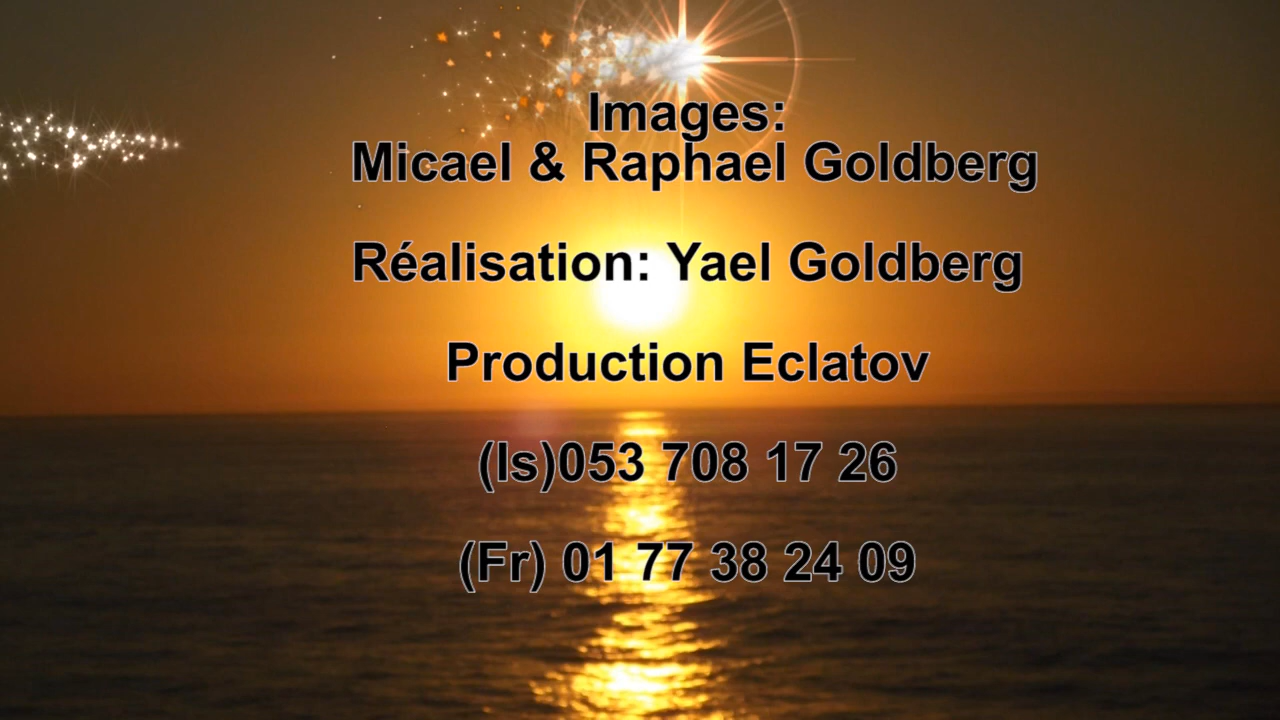 Images:
Micael & Raphael Goldberg
Réalisation: Yael Goldberg
Production Eclatov
(Is)053 708 17 26
(Fr) 01 77 38 24 09